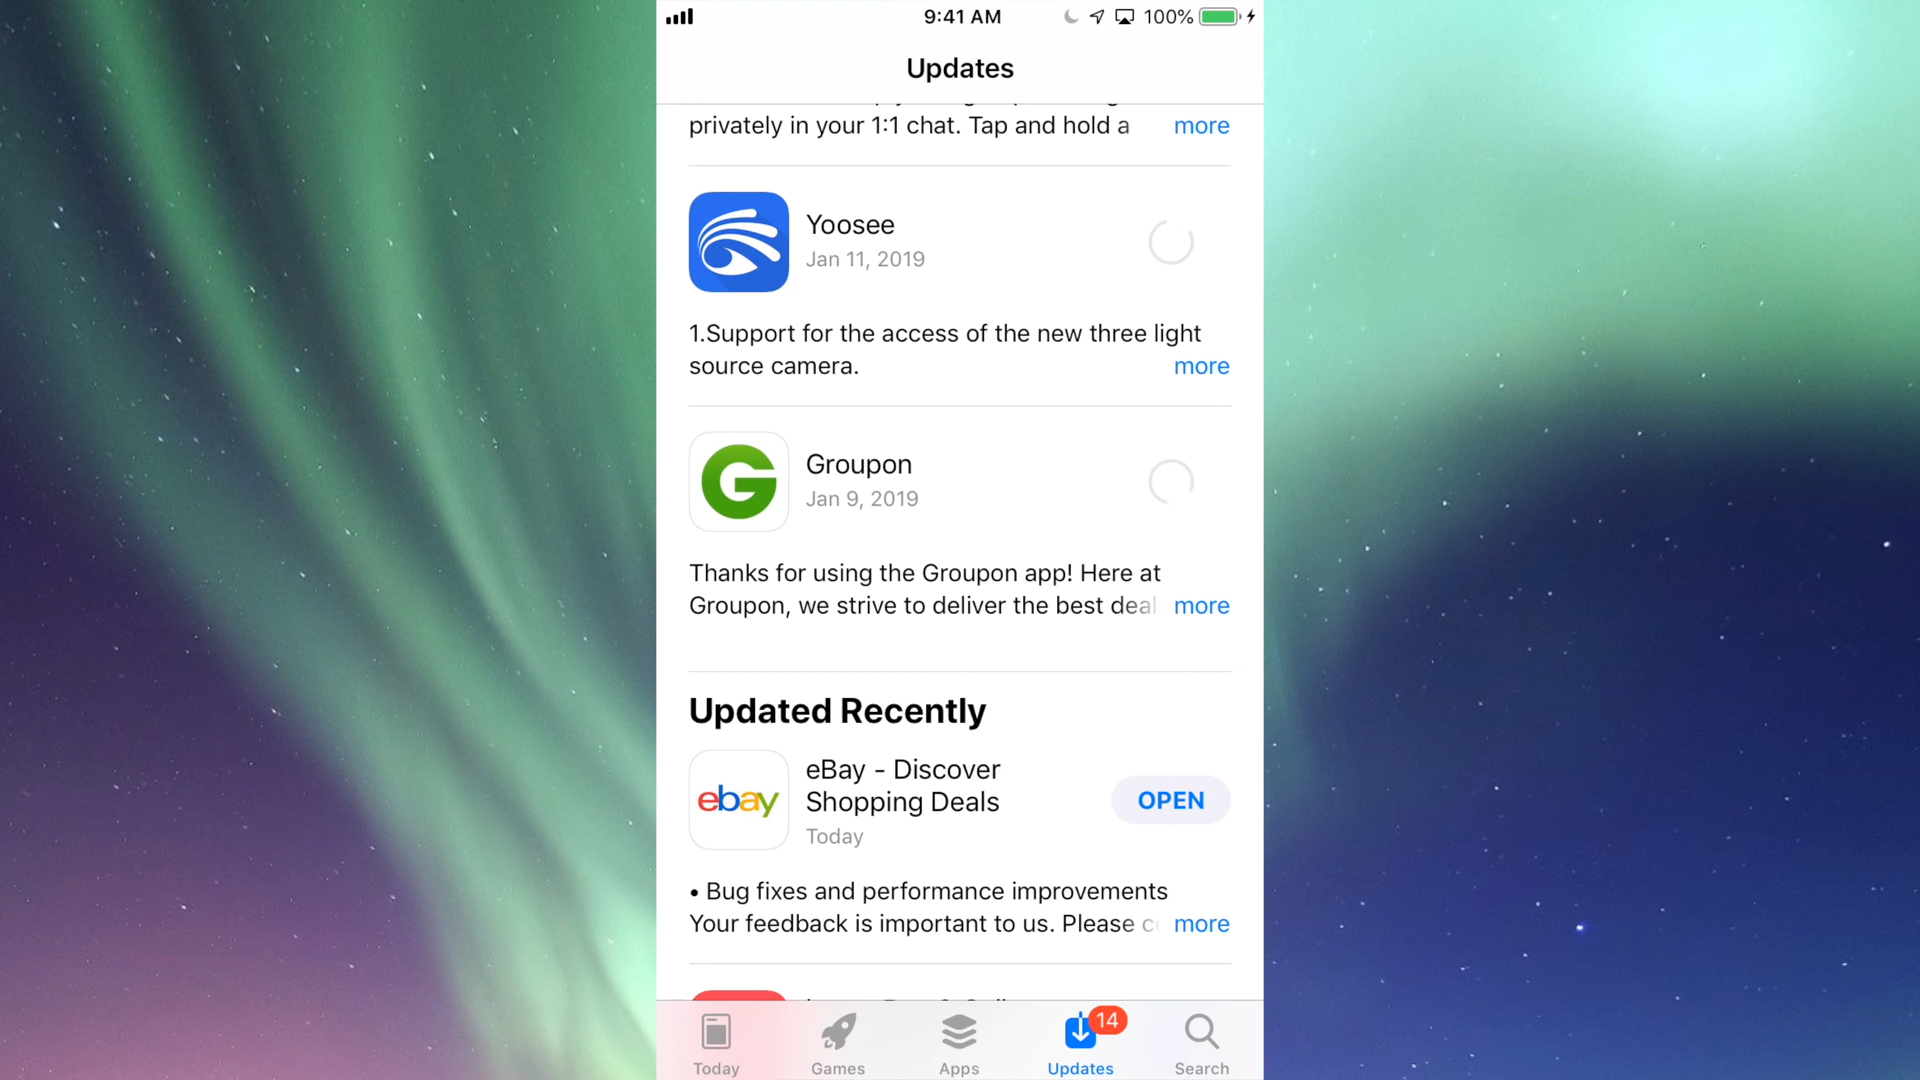 9:41 AM
100%
Updates
privately in your 1:1 chat. Tap and hold a more
Yoosee
Jan 11, 2019
1.Support for the access of the new three light
source camera. more
G
Groupon
Jan 9, 2019
Thanks for using the Groupon app! Here at
Groupon, we strive to deliver the best deal more
Updated Recently
ebay
eBay - Discover
Shopping Deals
Today
OPEN
• Bug fixes and performance improvements
Your feedback is important to us. Please more
14
Today Games Apps Updates Search